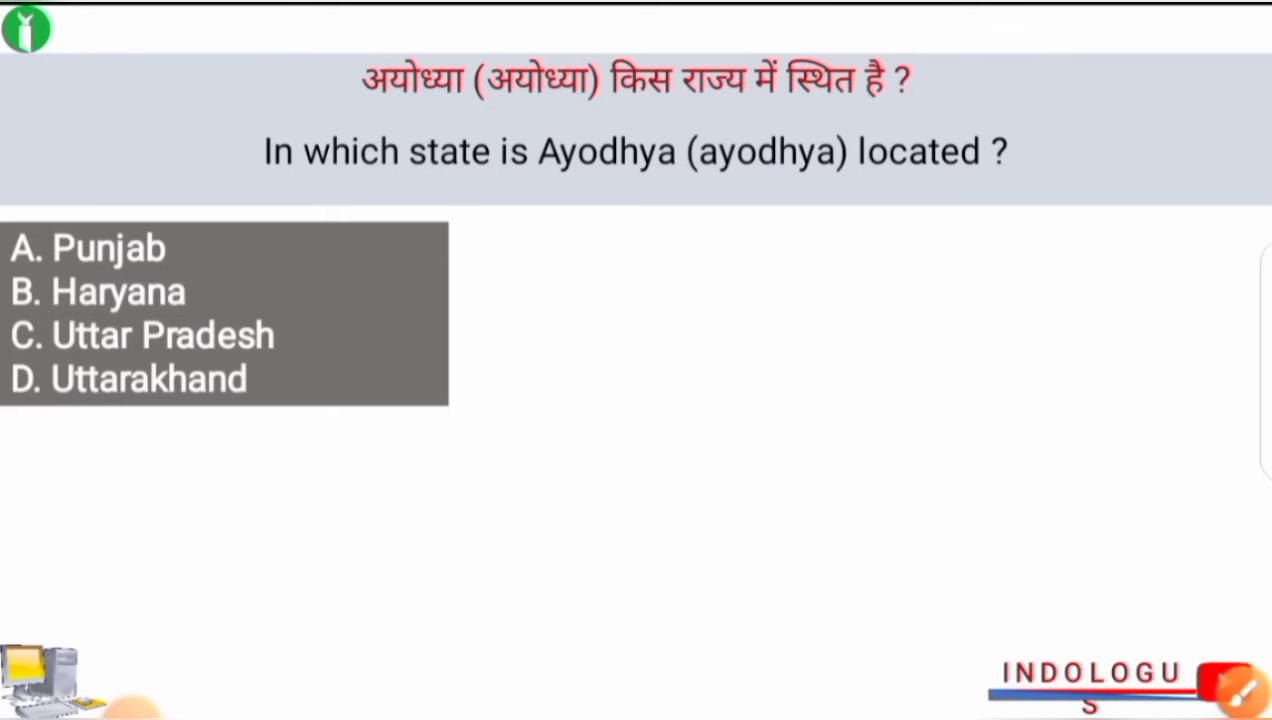 अयोध्या (अयोध्या) किस राज्य में स्थित है ?
In which state is Ayodhya (ayodhya) located ?
A. Punjab
B. Haryana
C. Uttar Pradesh
D. Uttarakhand
INDOLOGU
S